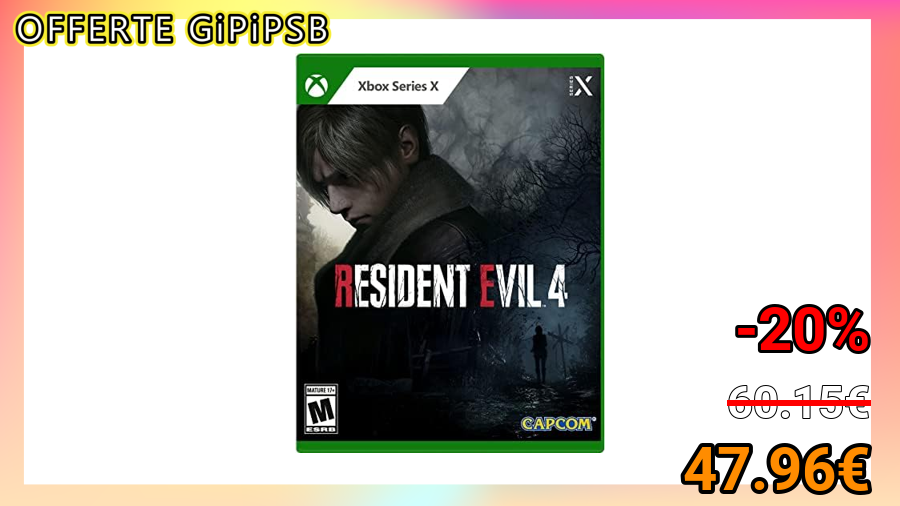 OFFERTE GiPiPSB
Xbox Series X
SERIES X
RESIDENT EVIL 4
MATURE 17+
M
ESRB
CAPCOM
-20%
60.15€
47.96€